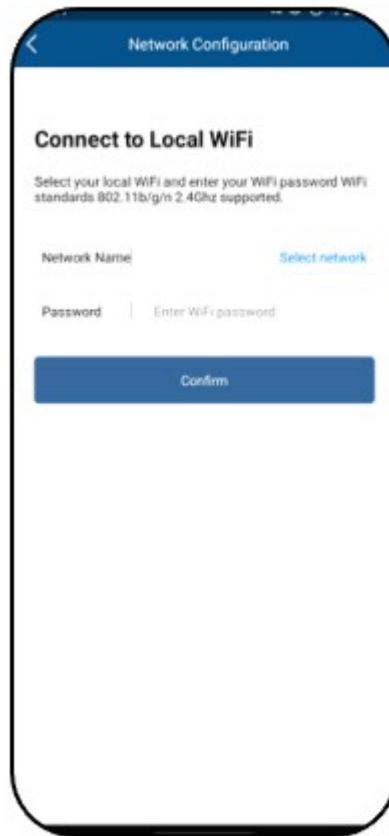 Network Configuration
Connect to Local WiFi
Select your local WiFi and enter your WiFi password WiFi
standards 802.11b/g/n 2.4Ghz supported.
Network Name Select network
Password Enter WiFi password
Confirm